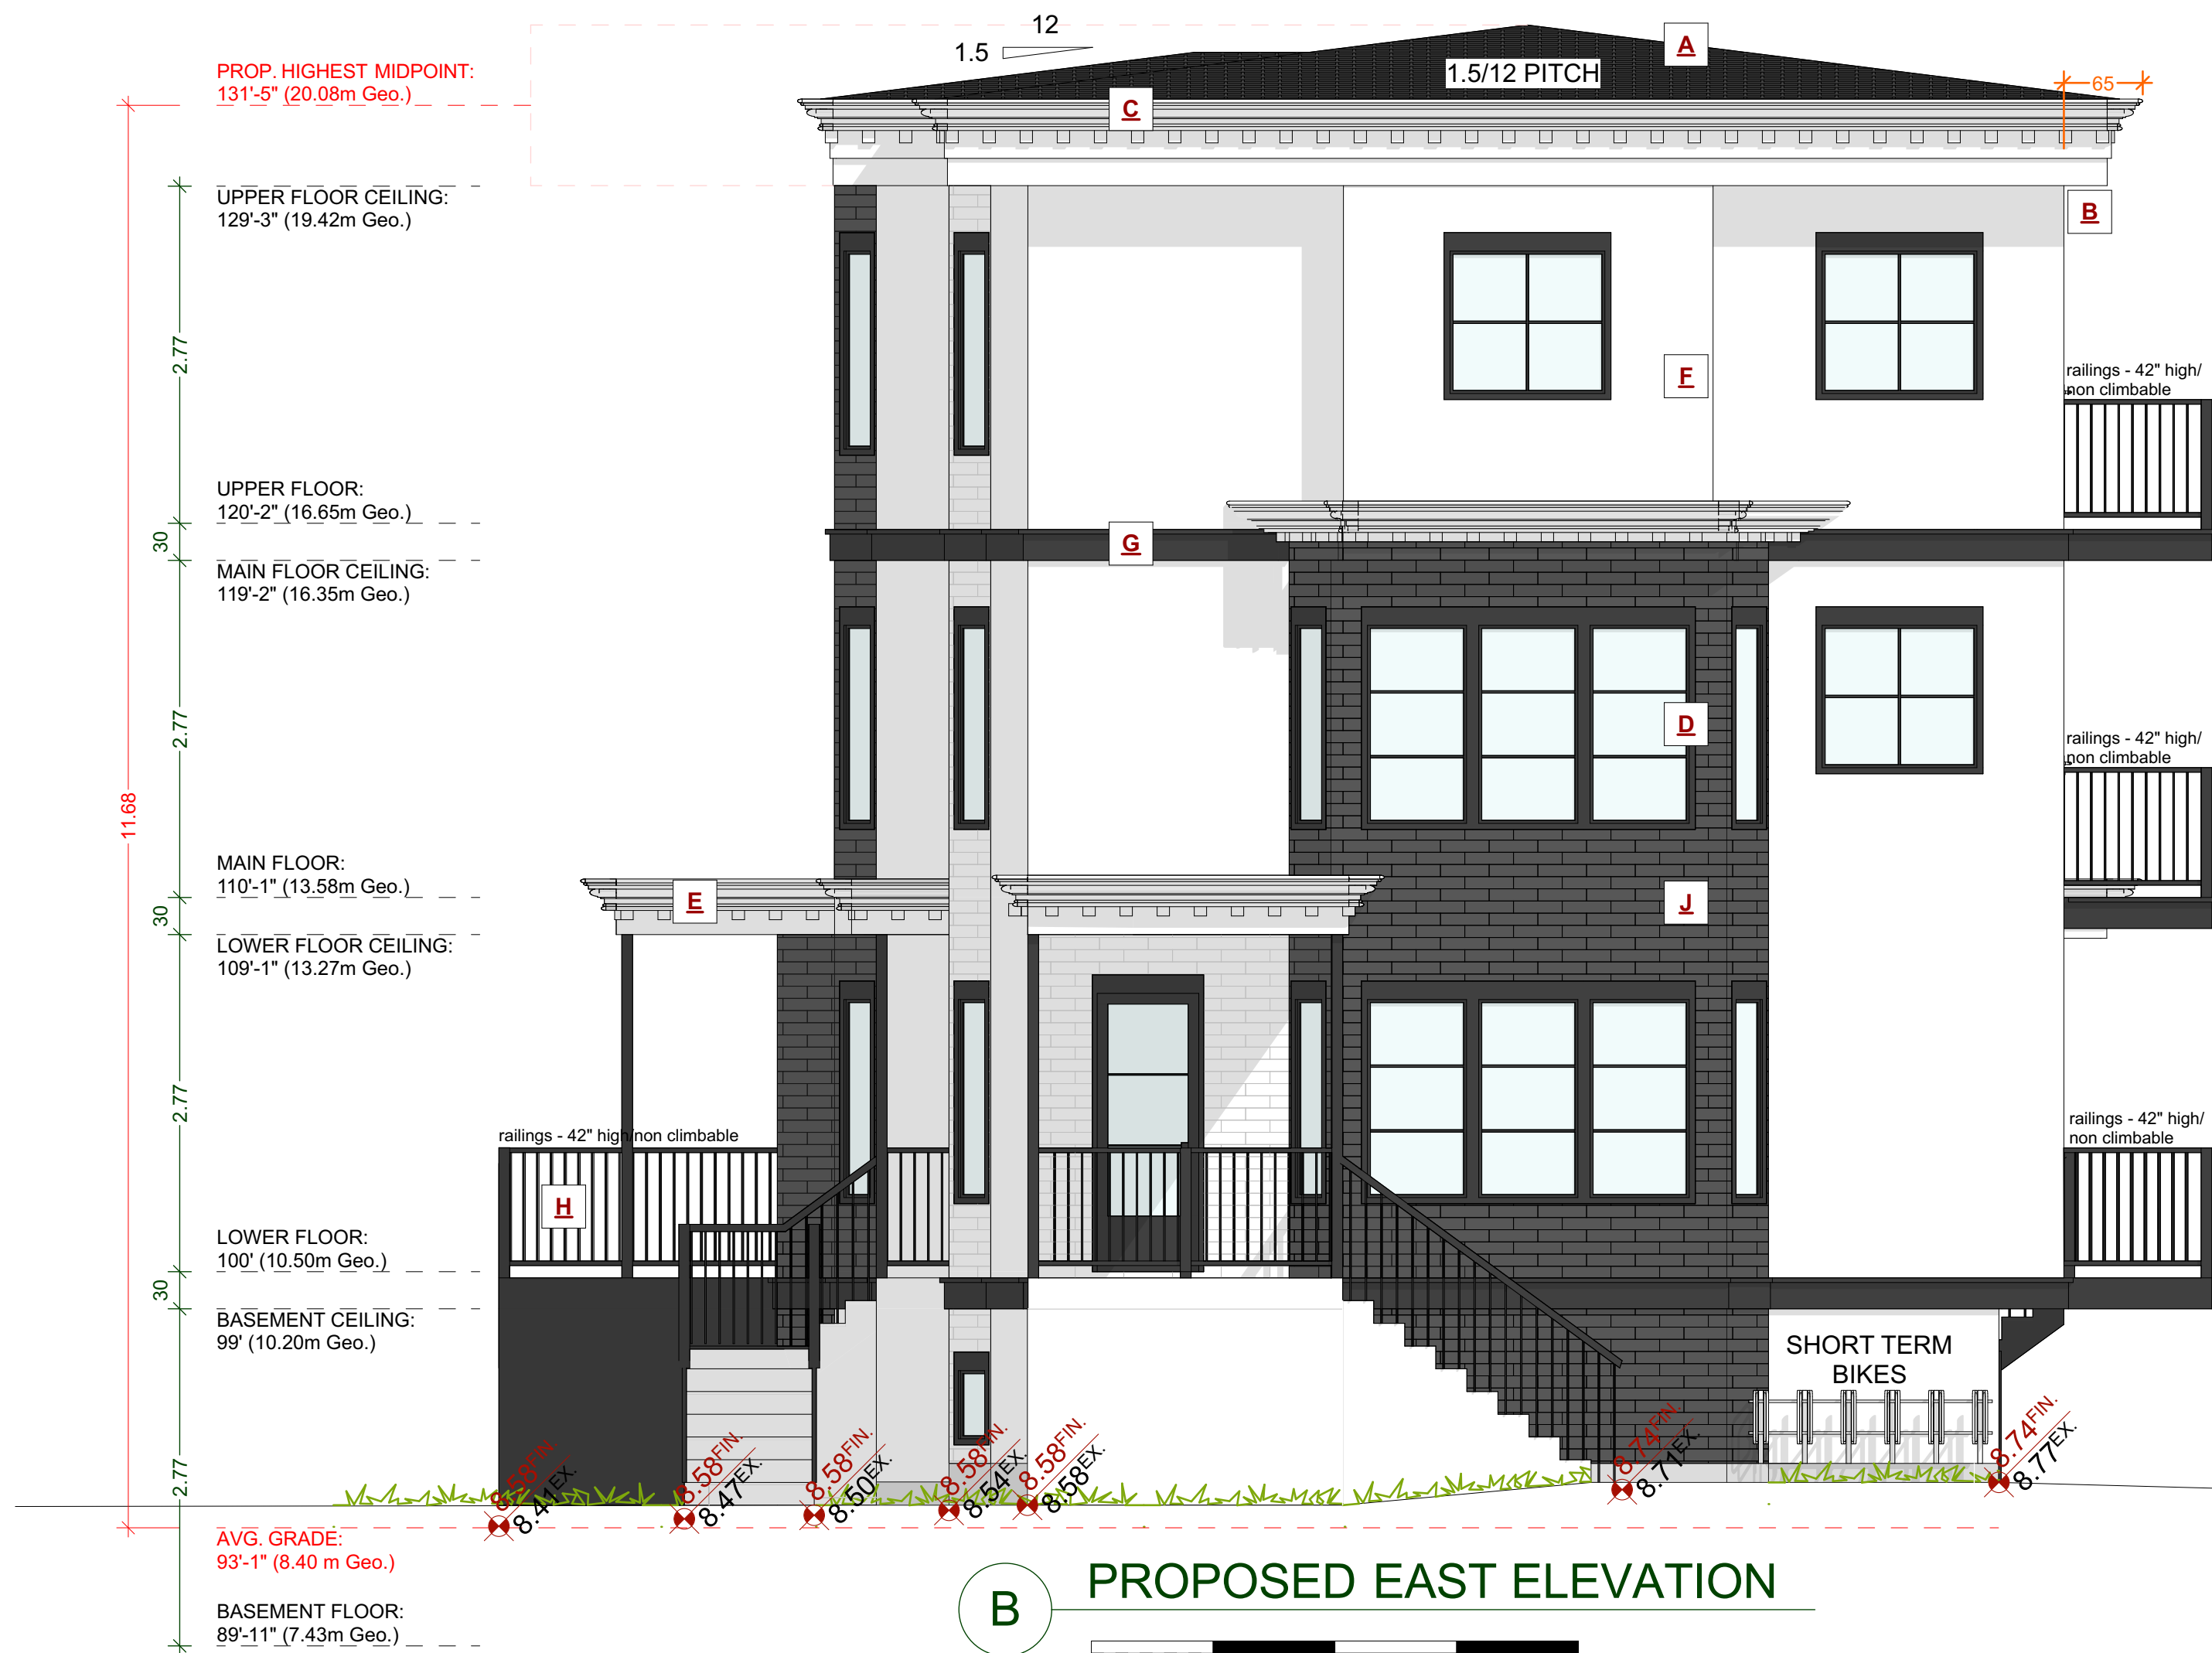 12
1.5
A
1.5/12 PITCH
PROP. HIGHEST MIDPOINT:
131'-5" (20.08m Geo.)
65
C
UPPER FLOOR CEILING:
129'-3" (19.42m Geo.)
B
2.77
F
railings - 42" high/
non climbable
UPPER FLOOR:
120'-2" (16.65m Geo.)
30
G
MAIN FLOOR CEILING:
119'-2" (16.35m Geo.)
2.77
D
railings - 42" high/
non climbable
11.68
MAIN FLOOR:
110'-1" (13.58m Geo.)
30
E
J
LOWER FLOOR CEILING:
109'-1" (13.27m Geo.)
2.77
railings - 42" high/non climbable
railings - 42" high/
non climbable
H
LOWER FLOOR:
100' (10.50m Geo.)
30
BASEMENT CEILING:
99' (10.20m Geo.)
SHORT TERM
BIKES
2.77
8.58FIN.
8.41EX.
8.58FIN.
8.47EX.
8.58FIN.
8.50EX.
8.58FIN.
8.54EX.
8.58FIN.
8.58EX.
8.74FIN.
8.71EX.
8.74FIN.
8.77EX.
AVG. GRADE:
93'-1" (8.40 m Geo.)
B
PROPOSED EAST ELEVATION
BASEMENT FLOOR:
89'-11" (7.43m Geo.)